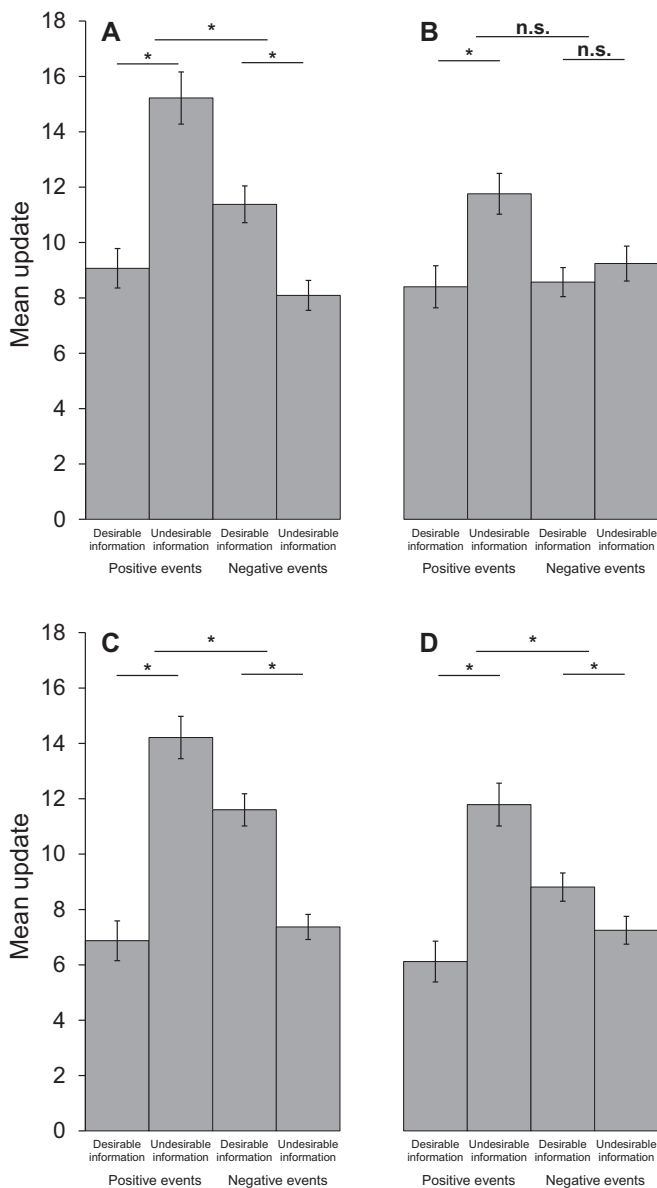 A
B
*
*
*
n.s.
*
n.s.
Mean update
18
16
14
12
10
8
6
4
2
0
Desirable information
Undesirable information
Desirable information
Undesirable information
Positive events
Negative events
Desirable information
Undesirable information
Desirable information
Undesirable information
Positive events
Negative events
C
D
*
*
*
*
*
*
Mean update
18
16
14
12
10
8
6
4
2
0
Desirable information
Undesirable information
Desirable information
Undesirable information
Positive events
Negative events
Desirable information
Undesirable information
Desirable information
Undesirable information
Positive events
Negative events